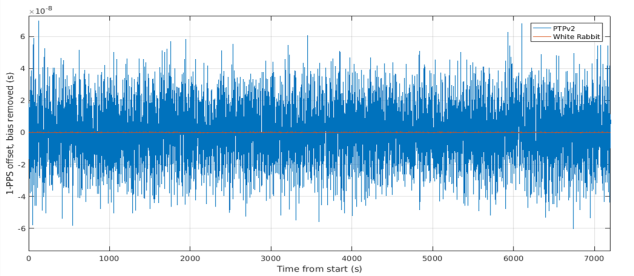 ×10⁻⁸
6
4
2
0
-2
-4
-6
1-PPS offset, bias removed (s)
PTPv2
White Rabbit
0 1000 2000 3000 4000 5000 6000 7000
Time from start (s)